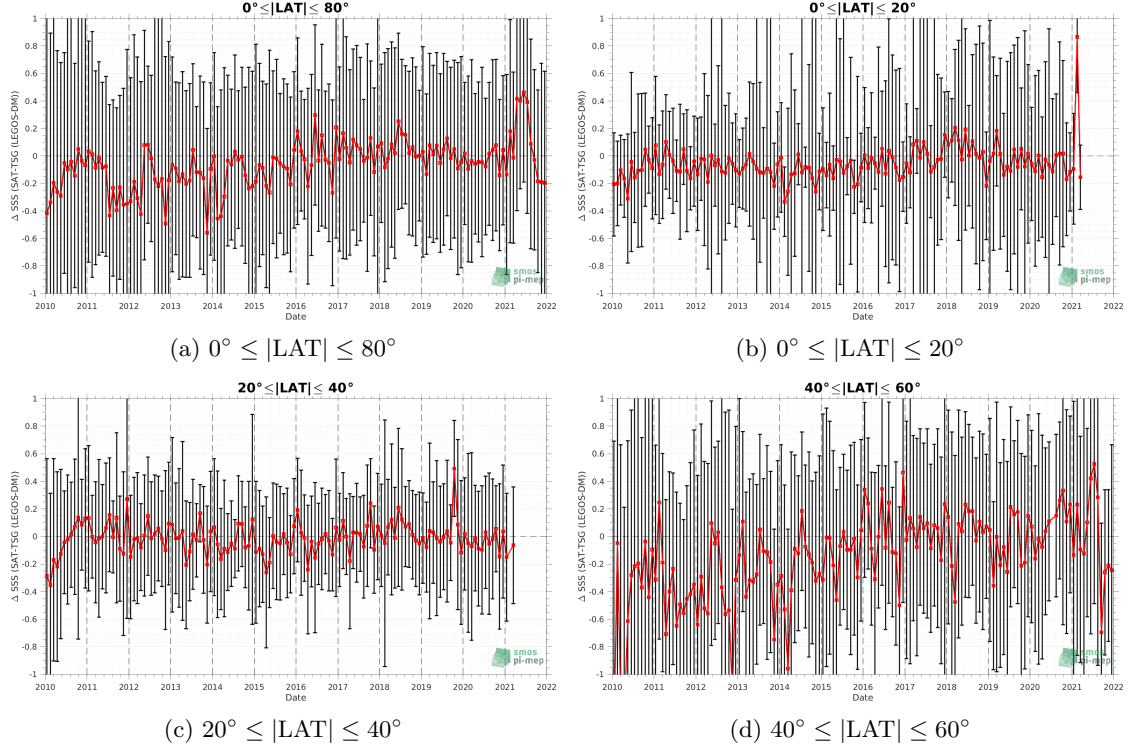 0°≤|LAT|≤ 80°
Δ SSS (SAT-TSG (LEGOS-DM))
1
0.8
0.6
0.4
0.2
0
-0.2
-0.4
-0.6
-0.8
-1
2010 2011 2012 2013 2014 2015 2016 2017 2018 2019 2020 2021 2022
Date
smos
pi-mep
(a) 0° ≤ |LAT| ≤ 80°
0°≤|LAT|≤ 20°
Δ SSS (SAT-TSG (LEGOS-DM))
1
0.8
0.6
0.4
0.2
0
-0.2
-0.4
-0.6
-0.8
-1
2010 2011 2012 2013 2014 2015 2016 2017 2018 2019 2020 2021 2022
Date
smos
pi-mep
(b) 0° ≤ |LAT| ≤ 20°
20°≤|LAT|≤ 40°
Δ SSS (SAT-TSG (LEGOS-DM))
1
0.8
0.6
0.4
0.2
0
-0.2
-0.4
-0.6
-0.8
-1
2010 2011 2012 2013 2014 2015 2016 2017 2018 2019 2020 2021 2022
Date
smos
pi-mep
(c) 20° ≤ |LAT| ≤ 40°
40°≤|LAT|≤ 60°
Δ SSS (SAT-TSG (LEGOS-DM))
1
0.8
0.6
0.4
0.2
0
-0.2
-0.4
-0.6
-0.8
-1
2010 2011 2012 2013 2014 2015 2016 2017 2018 2019 2020 2021 2022
Date
smos
pi-mep
(d) 40° ≤ |LAT| ≤ 60°